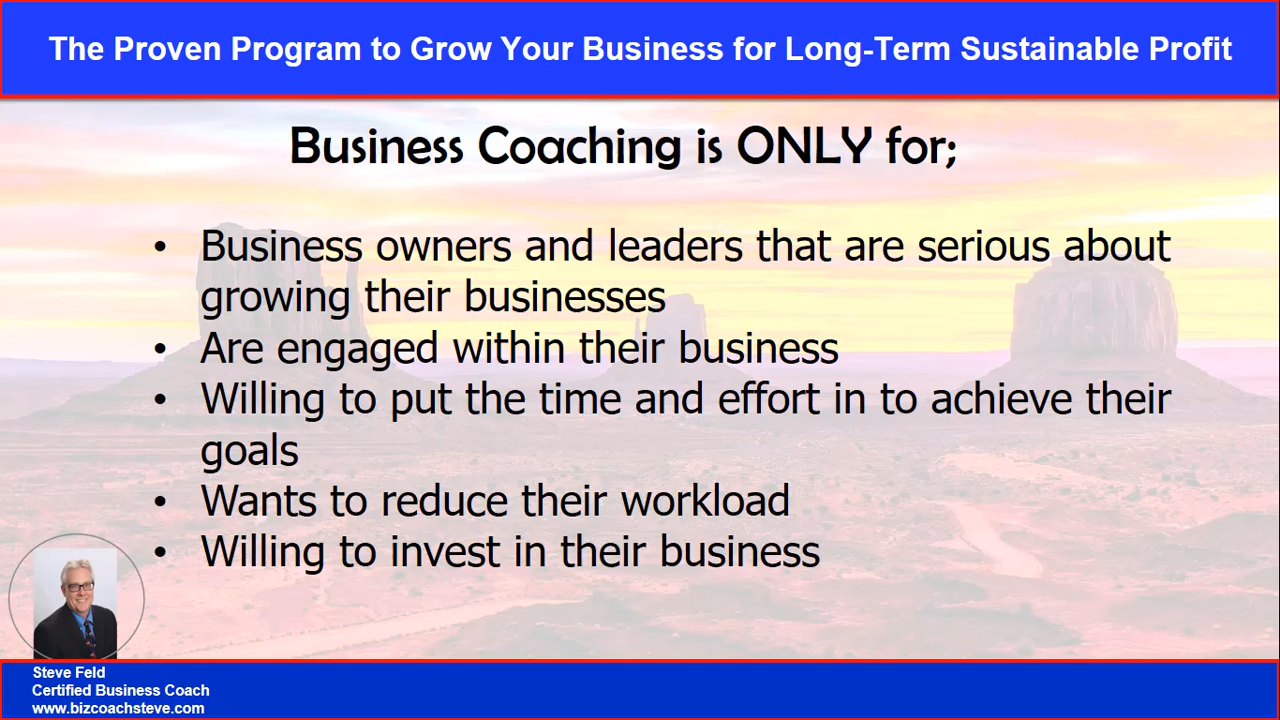 The Proven Program to Grow Your Business for Long-Term Sustainable Profit
Business Coaching is ONLY for;
• Business owners and leaders that are serious about
growing their businesses
• Are engaged within their business
• Willing to put the time and effort in to achieve their
goals
• Wants to reduce their workload
• Willing to invest in their business
Steve Feld
Certified Business Coach
www.bizcoachsteve.com